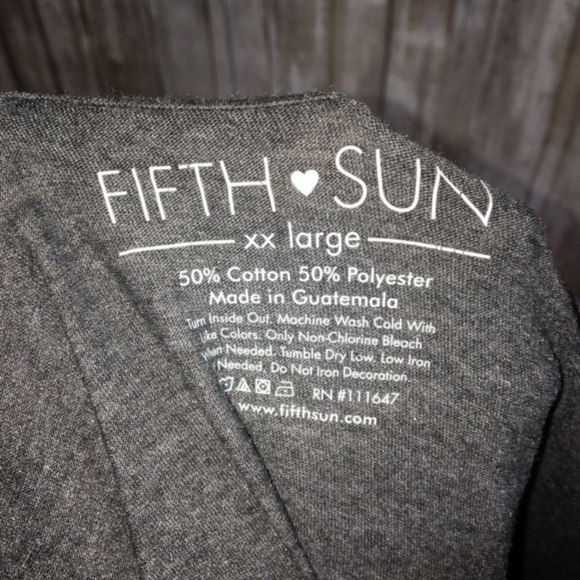 FIFTH ♥ SUN
xx large
50% Cotton 50% Polyester
Made in Guatemala
Turn Inside Out. Machine Wash Cold With
Like Colors. Only Non-Chlorine Bleach
When Needed. Tumble Dry Low. Low Iron
Needed, Do Not Iron Decoration
RN #111647
www.fifthsun.com